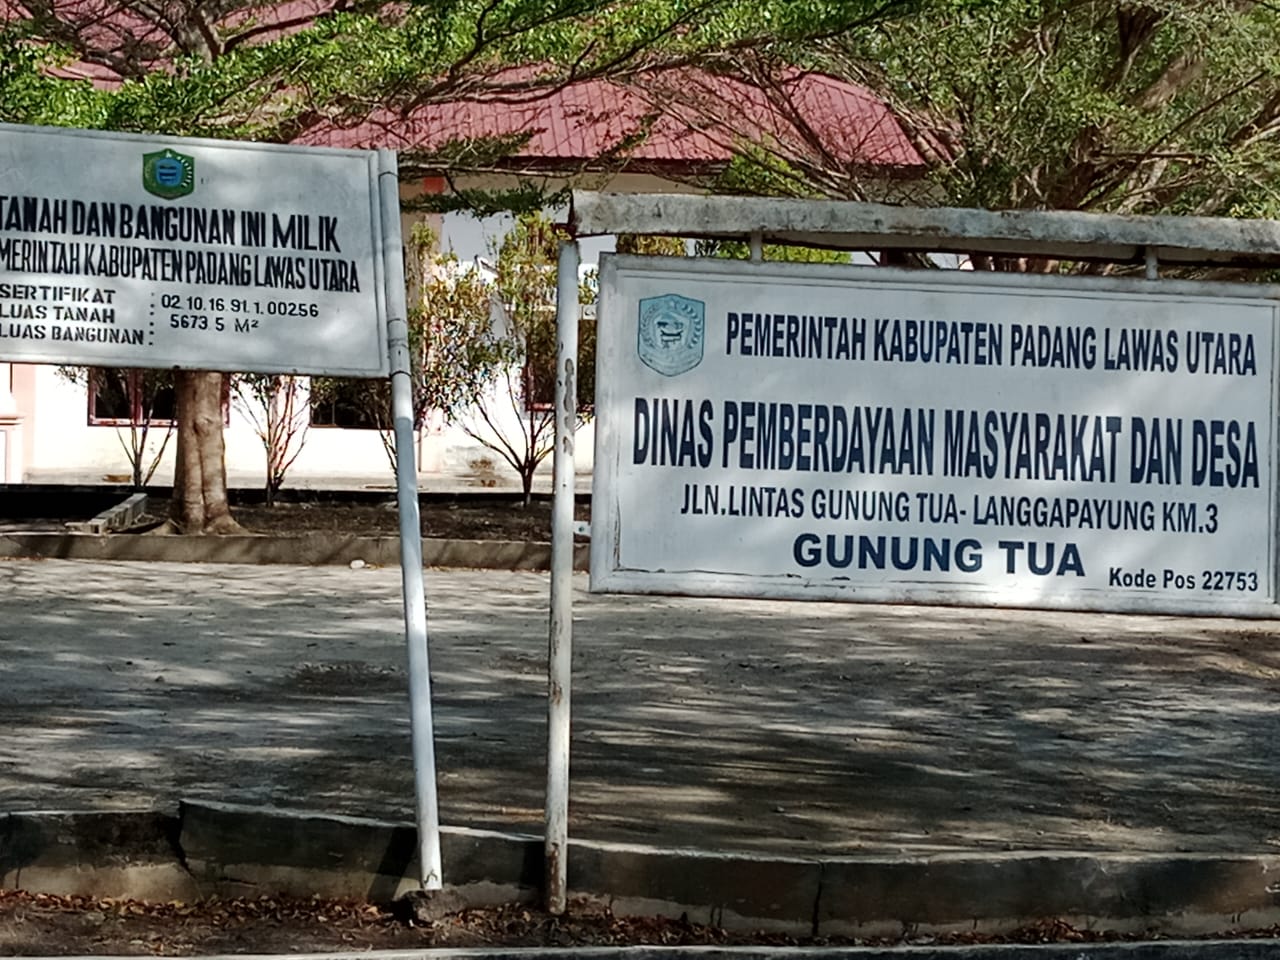 TANAH DAN BANGUNAN INI MILIK
MERINTAH KABUPATEN PADANG LAWAS UTARA
SERTIFIKAT : 02.10.16.91.1.00256
LUAS TANAH : 5673.5 M²
LUAS BANGUNAN :
PEMERINTAH KABUPATEN PADANG LAWAS UTARA
DINAS PEMBERDAYAAN MASYARAKAT DAN DESA
JLN.LINTAS GUNUNG TUA- LANGGAPAYUNG KM.3
GUNUNG TUA
Kode Pos 22753